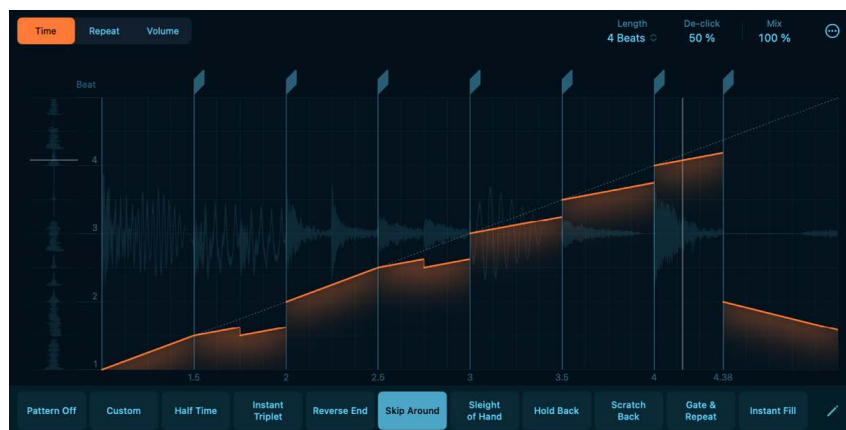 Time Repeat Volume
Length De-click Mix
4 Beats 50 % 100 %
Beat
4
3
2
1
1.5 2 2.5 3 3.5 4 4.38
Pattern Off Custom Half Time Instant Triplet Reverse End Skip Around Sleight of Hand Hold Back Scratch Back Gate & Repeat Instant Fill